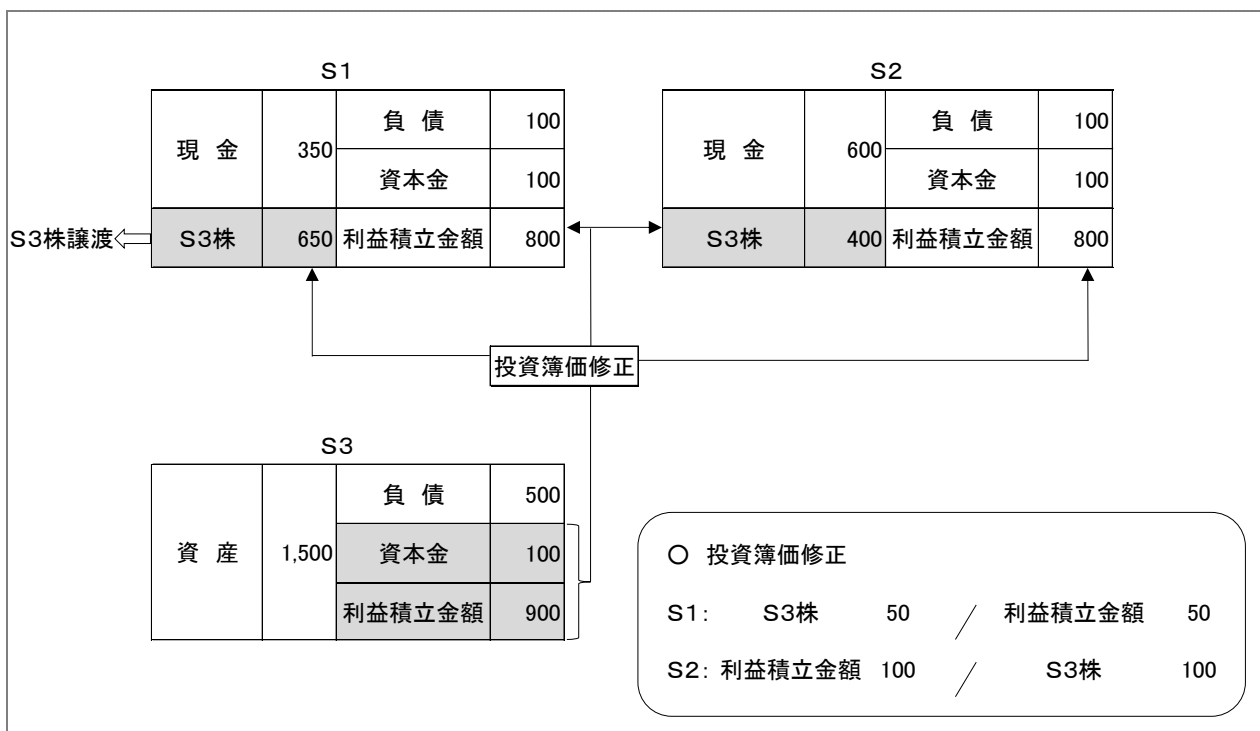 S1
現 金 350 負 債 100
資本金 100
S3株譲渡 S3株 650 利益積立金額 800
S2
現 金 600 負 債 100
資本金 100
S3株 400 利益積立金額 800
投資簿価修正
S3
資 産 1,500 負 債 500
資本金 100
利益積立金額 900
○ 投資簿価修正
S1: S3株 50 / 利益積立金額 50
S2: 利益積立金額 100 / S3株 100